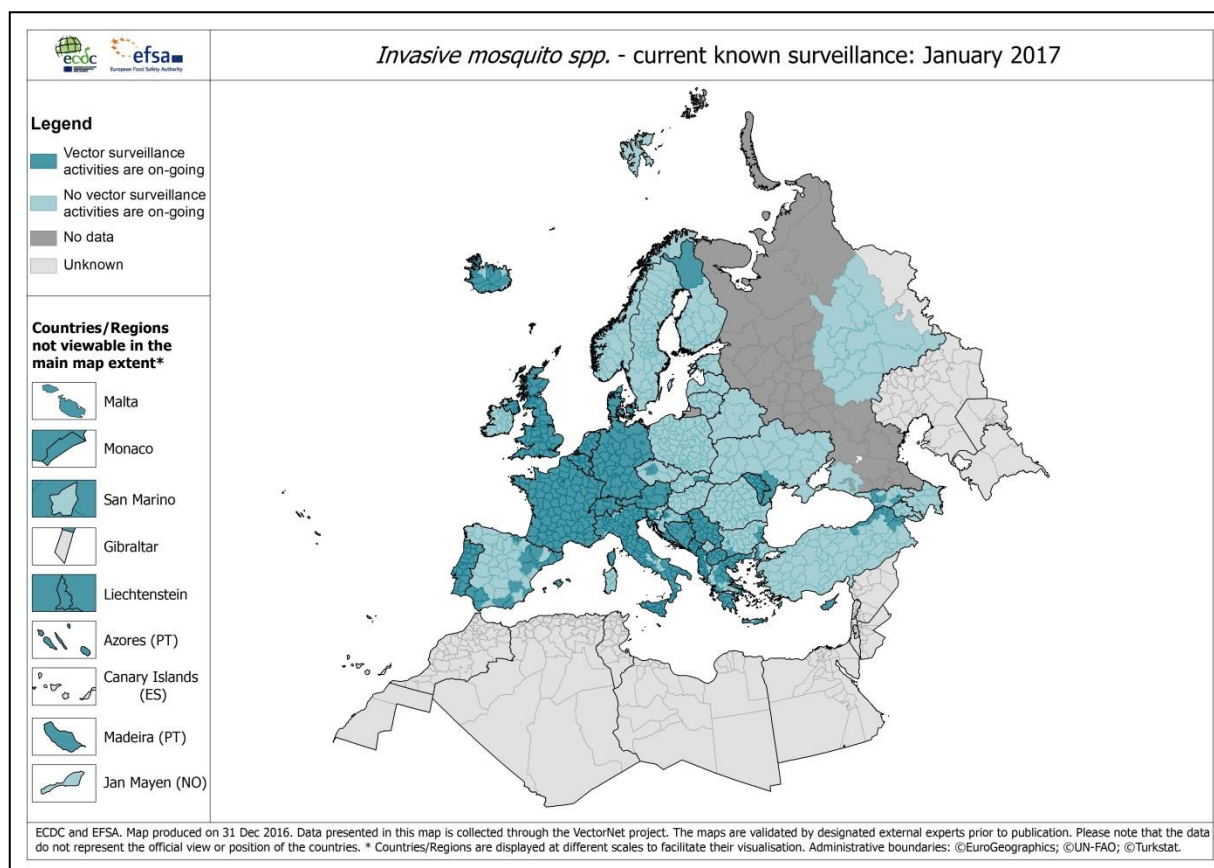 ecdc
efsa
European Food Safety Authority
Invasive mosquito spp. - current known surveillance: January 2017
Legend
Vector surveillance
activities are on-going
No vector surveillance
activities are on-going
No data
Unknown
Countries/Regions
not viewable in the
main map extent*
Malta
Monaco
San Marino
Gibraltar
Liechtenstein
Azores (PT)
Canary Islands
(ES)
Madeira (PT)
Jan Mayen (NO)
ECDC and EFSA. Map produced on 31 Dec 2016. Data presented in this map is collected through the VectorNet project. The maps are validated by designated external experts prior to publication. Please note that the data
do not represent the official view or position of the countries. * Countries/Regions are displayed at different scales to facilitate their visualisation. Administrative boundaries: ©EuroGeographics; ©UN-FAO; ©Turkstat.